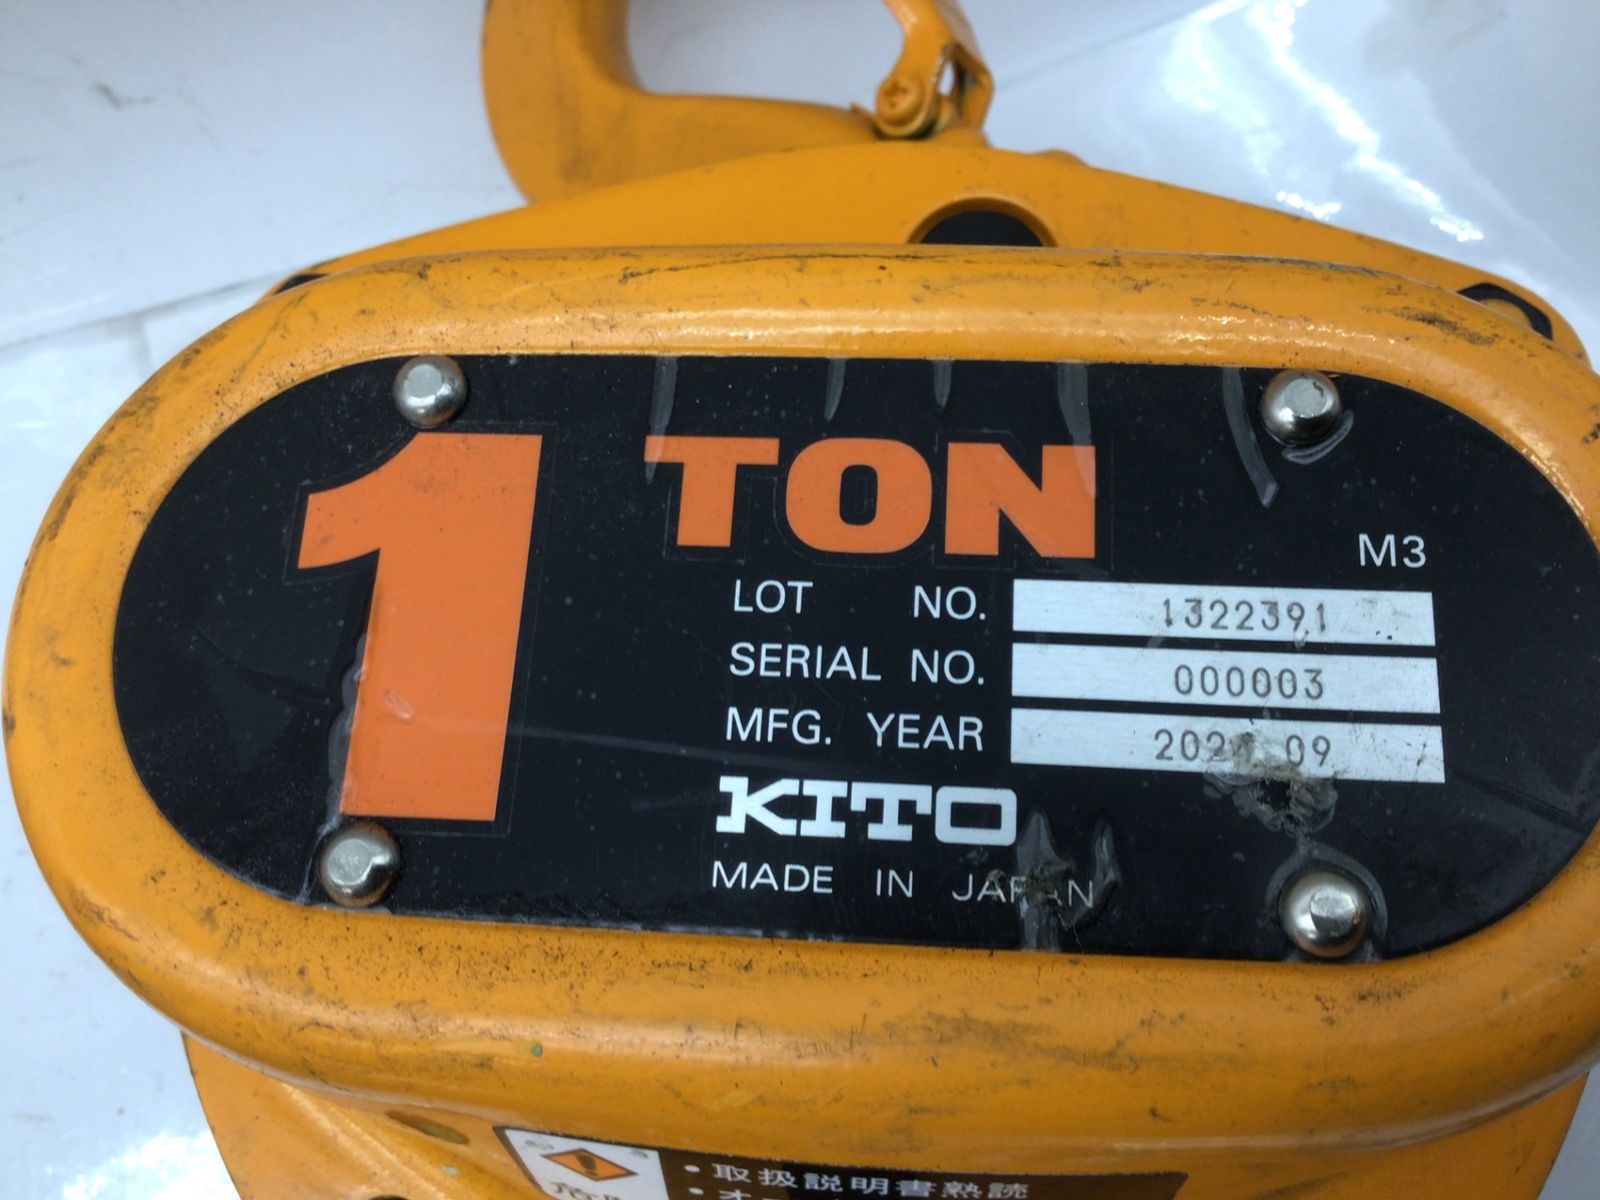 1 TON
M3
LOT NO. 1322391
SERIAL NO. 000003
MFG. YEAR 09
KITO
MADE IN JAPAN
・取扱説明書熟読